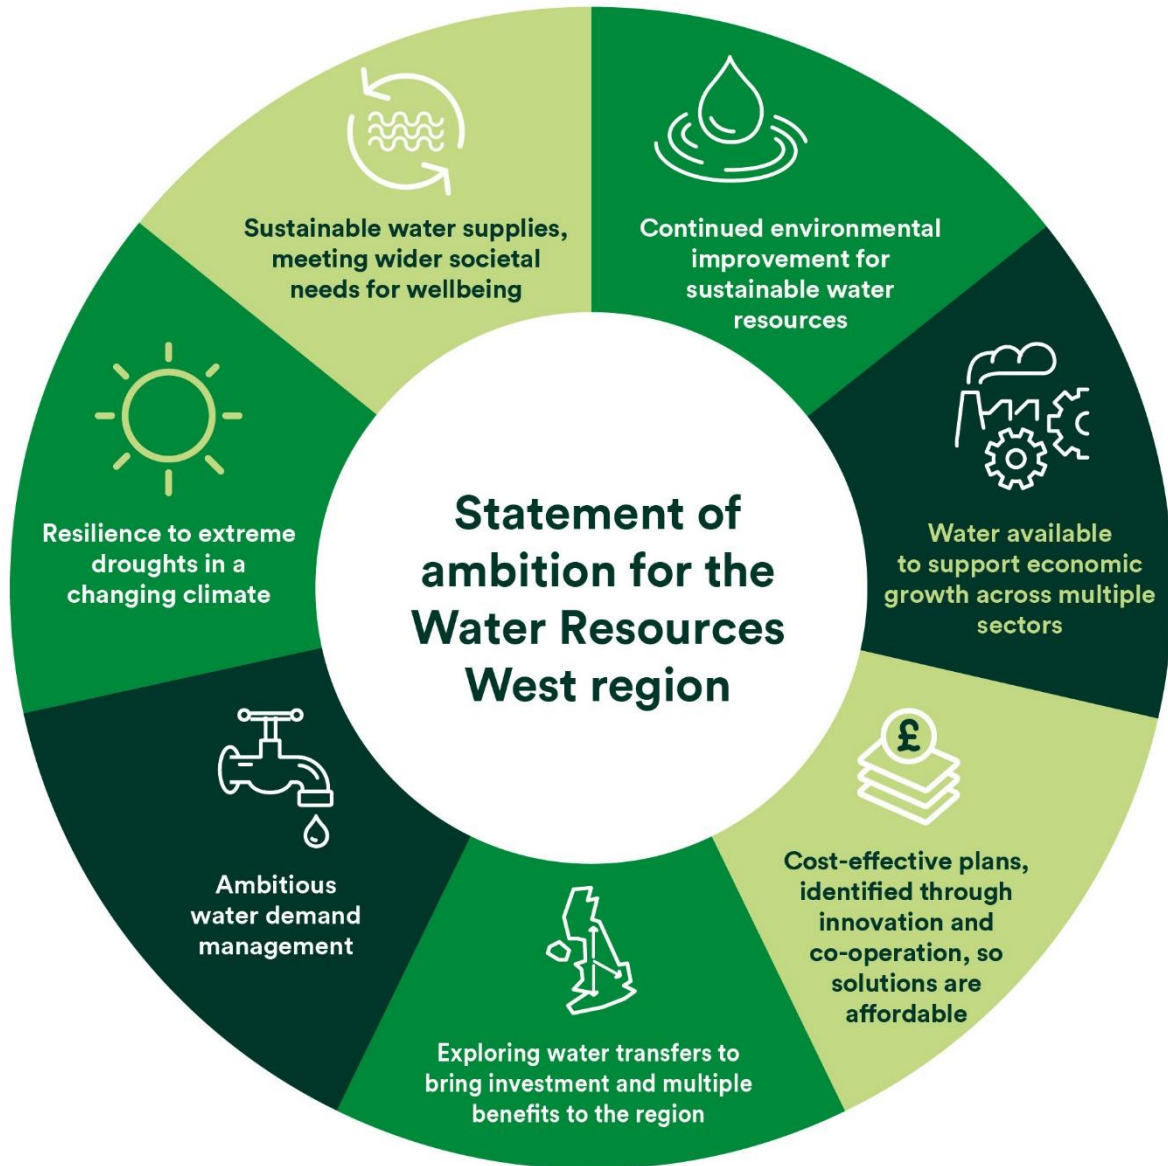 Statement of
ambition for the
Water Resources
West region
Continued environmental
improvement for
sustainable water
resources
Water available
to support economic
growth across multiple
sectors
£
Cost-effective plans,
identified through
innovation and
co-operation, so
solutions are
affordable
Exploring water transfers to
bring investment and multiple
benefits to the region
Ambitious
water demand
management
Resilience to extreme
droughts in a
changing climate
Sustainable water supplies,
meeting wider societal
needs for wellbeing